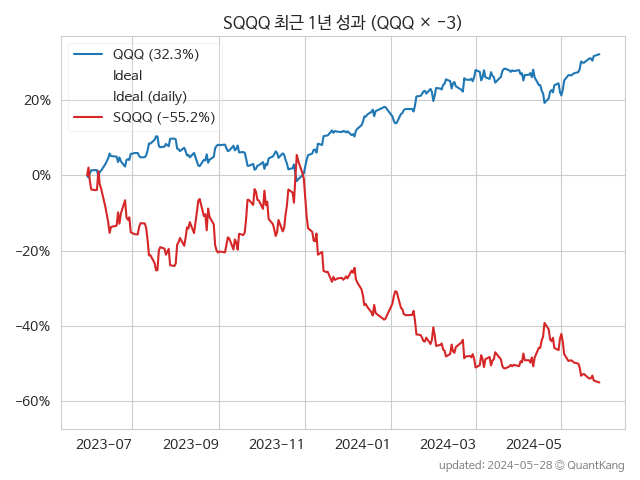 SQQQ 최근 1년 성과 (QQQ × −3)
QQQ (32.3%)
Ideal
Ideal (daily)
SQQQ (−55.2%)
20%
0%
−20%
−40%
−60%
2023-07
2023-09
2023-11
2024-01
2024-03
2024-05
updated: 2024-05-28 © QuantKang